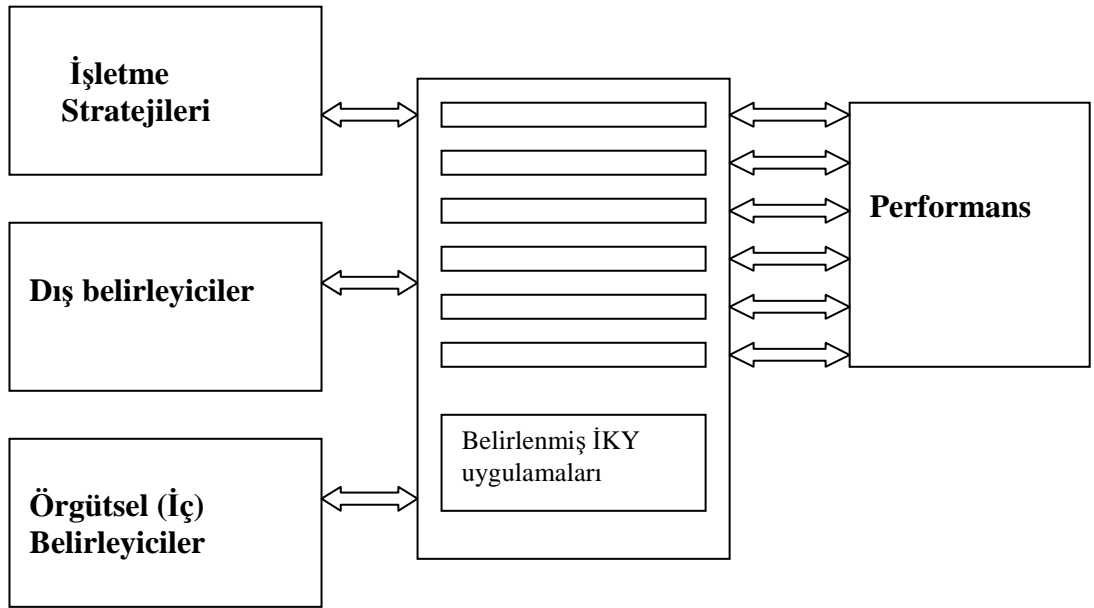 İşletme
Stratejileri
Dış belirleyiciler
Örgütsel (İç)
Belirleyiciler
Belirlenmiş İKY
uygulamaları
Performans